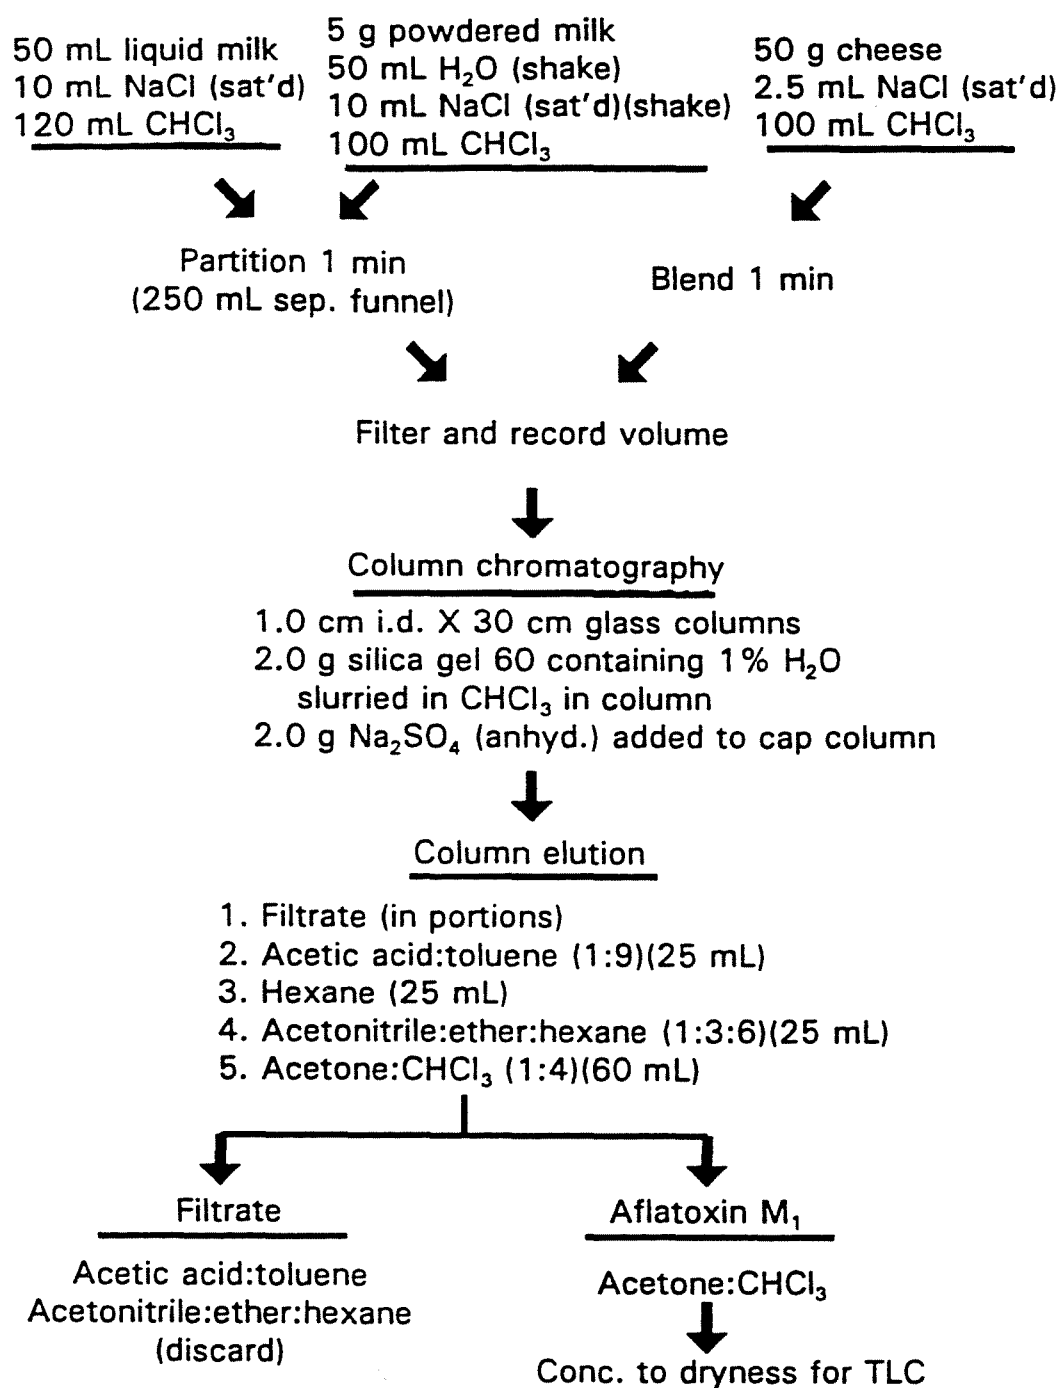 50 mL liquid milk
10 mL NaCl (sat'd)
120 mL CHCl₃
5 g powdered milk
50 mL H₂O (shake)
10 mL NaCl (sat'd)(shake)
100 mL CHCl₃
50 g cheese
2.5 mL NaCl (sat'd)
100 mL CHCl₃
Partition 1 min
(250 mL sep. funnel)
Blend 1 min
Filter and record volume
Column chromatography
1.0 cm i.d. X 30 cm glass columns
2.0 g silica gel 60 containing 1% H₂O
slurried in CHCl₃ in column
2.0 g Na₂SO₄ (anhyd.) added to cap column
Column elution
1. Filtrate (in portions)
2. Acetic acid:toluene (1:9)(25 mL)
3. Hexane (25 mL)
4. Acetonitrile:ether:hexane (1:3:6)(25 mL)
5. Acetone:CHCl₃ (1:4)(60 mL)
Filtrate
Acetic acid:toluene
Acetonitrile:ether:hexane
(discard)
Aflatoxin M₁
Acetone:CHCl₃
Conc. to dryness for TLC